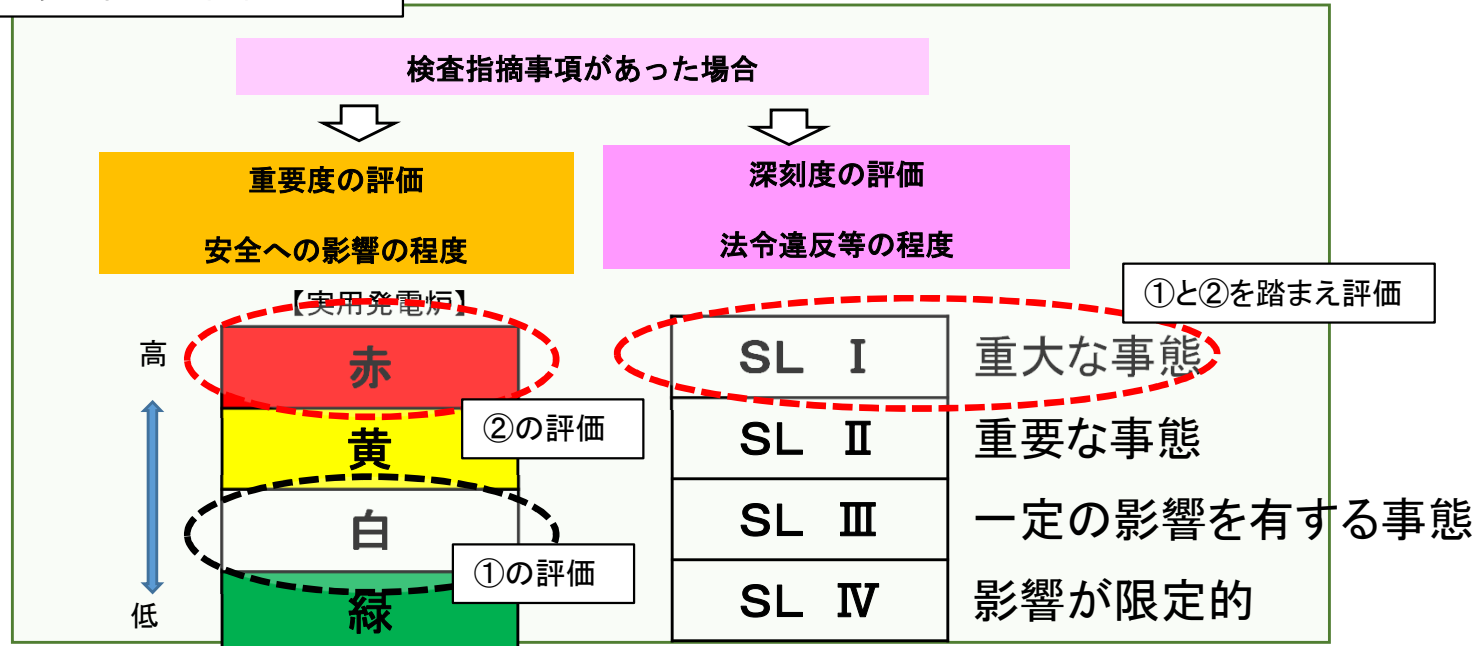 検査指摘事項があった場合
重要度の評価
安全への影響の程度
深刻度の評価
法令違反等の程度
①と②を踏まえ評価
【実用発電炉】
高
赤
SL Ⅰ 重大な事態
②の評価
黄
SL Ⅱ 重要な事態
白
SL Ⅲ 一定の影響を有する事態
①の評価
低
緑
SL Ⅳ 影響が限定的